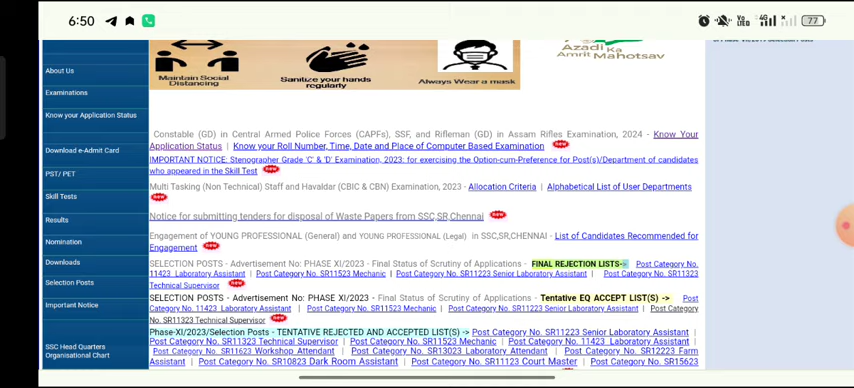 6:50
Yo LTE
4G
77
Maintain Social
Distancing
Sanitize your hands
regularly
Always Wear a mask
Azadi Ka
Amrit Mahotsav
About Us
Examinations
Know your Application Status
Download e-Admit Card
PST/ PET
Skill Tests
Results
Nomination
Downloads
Selection Posts
Important Notice
SSC Head Quarters
Organisational Chart
Constable (GD) in Central Armed Police Forces (CAPFs), SSF, and Rifleman (GD) in Assam Rifles Examination, 2024 - Know Your
Application Status | Know your Roll Number, Time, Date and Place of Computer Based Examination new
IMPORTANT NOTICE: Stenographer Grade 'C' & 'D' Examination, 2023: for exercising the Option-cum-Preference for Post(s)/Department of candidates
who appeared in the Skill Test new
Multi Tasking (Non Technical) Staff and Havaldar (CBIC & CBN) Examination, 2023 - Allocation Criteria | Alphabetical List of User Departments
new
Notice for submitting tenders for disposal of Waste Papers from SSC,SR,Chennai new
Engagement of YOUNG PROFESSIONAL (General) and YOUNG PROFESSIONAL (Legal) in SSC,SR,CHENNAI - List of Candidates Recommended for
Engagement new
SELECTION POSTS - Advertisement No: PHASE XI/2023 - Final Status of Scrutiny of Applications - FINAL REJECTION LISTS-> Post Category No.
11423 Laboratory Assistant | Post Category No. SR11523 Mechanic | Post Category No. SR11223 Senior Laboratory Assistant | Post Category No. SR11323
Technical Supervisor new
SELECTION POSTS - Advertisement No: PHASE XI/2023 - Final Status of Scrutiny of Applications - Tentative EQ ACCEPT LIST(S) -> Post
Category No. 11423 Laboratory Assistant | Post Category No. SR11523 Mechanic | Post Category No. SR11223 Senior Laboratory Assistant | Post Category
No. SR11323 Technical Supervisor new
Phase-XI/2023/Selection Posts - TENTATIVE REJECTED AND ACCEPTED LIST(S) -> Post Category No. SR11223 Senior Laboratory Assistant |
Post Category No. SR11323 Technical Supervisor | Post Category No. SR11523 Mechanic | Post Category No. 11423 Laboratory Assistant
| Post Category No. SR11623 Workshop Attendant | Post Category No. SR13023 Laboratory Attendant | Post Category No. SR12223 Farm
Assistant | Post Category No. SR10823 Dark Room Assistant | Post Category No. SR11123 Court Master | Post Category No. SR15623